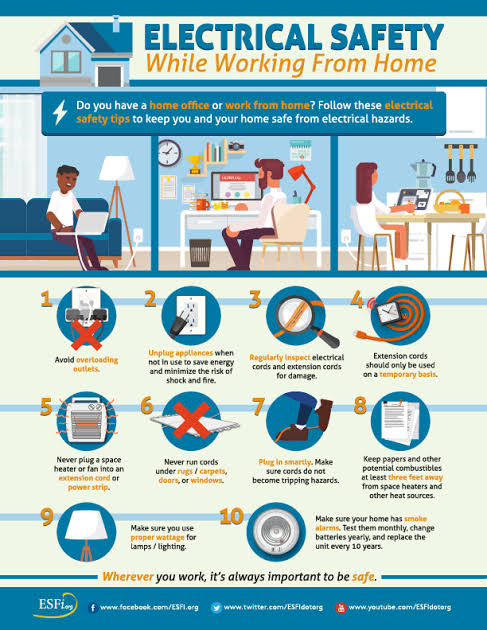 ELECTRICAL SAFETY
While Working From Home
Do you have a home office or work from home? Follow these electrical
safety tips to keep you and your home safe from electrical hazards.
1
Avoid overloading
outlets.
2
Unplug appliances when
not in use to save energy
and minimize the risk of
shock and fire.
3
Regularly inspect electrical
cords and extension cords
for damage.
4
Extension cords
should only be used
on a temporary basis.
5
Never plug a space
heater or fan into an
extension cord or
power strip.
6
Never run cords
under rugs / carpets,
doors, or windows.
7
Plug in smartly. Make
sure cords do not
become tripping hazards.
8
Keep papers and other
potential combustibles
at least three feet away
from space heaters and
other heat sources.
9
Make sure you use
proper wattage for
lamps / lighting.
10
Make sure your home has smoke
alarms. Test them monthly, change
batteries yearly, and replace the
unit every 10 years.
Wherever you work, it's always important to be safe.
ESFi.org
f www.facebook.com/ESFI.org
www.twitter.com/ESFIdotorg
www.youtube.com/ESFIdotorg